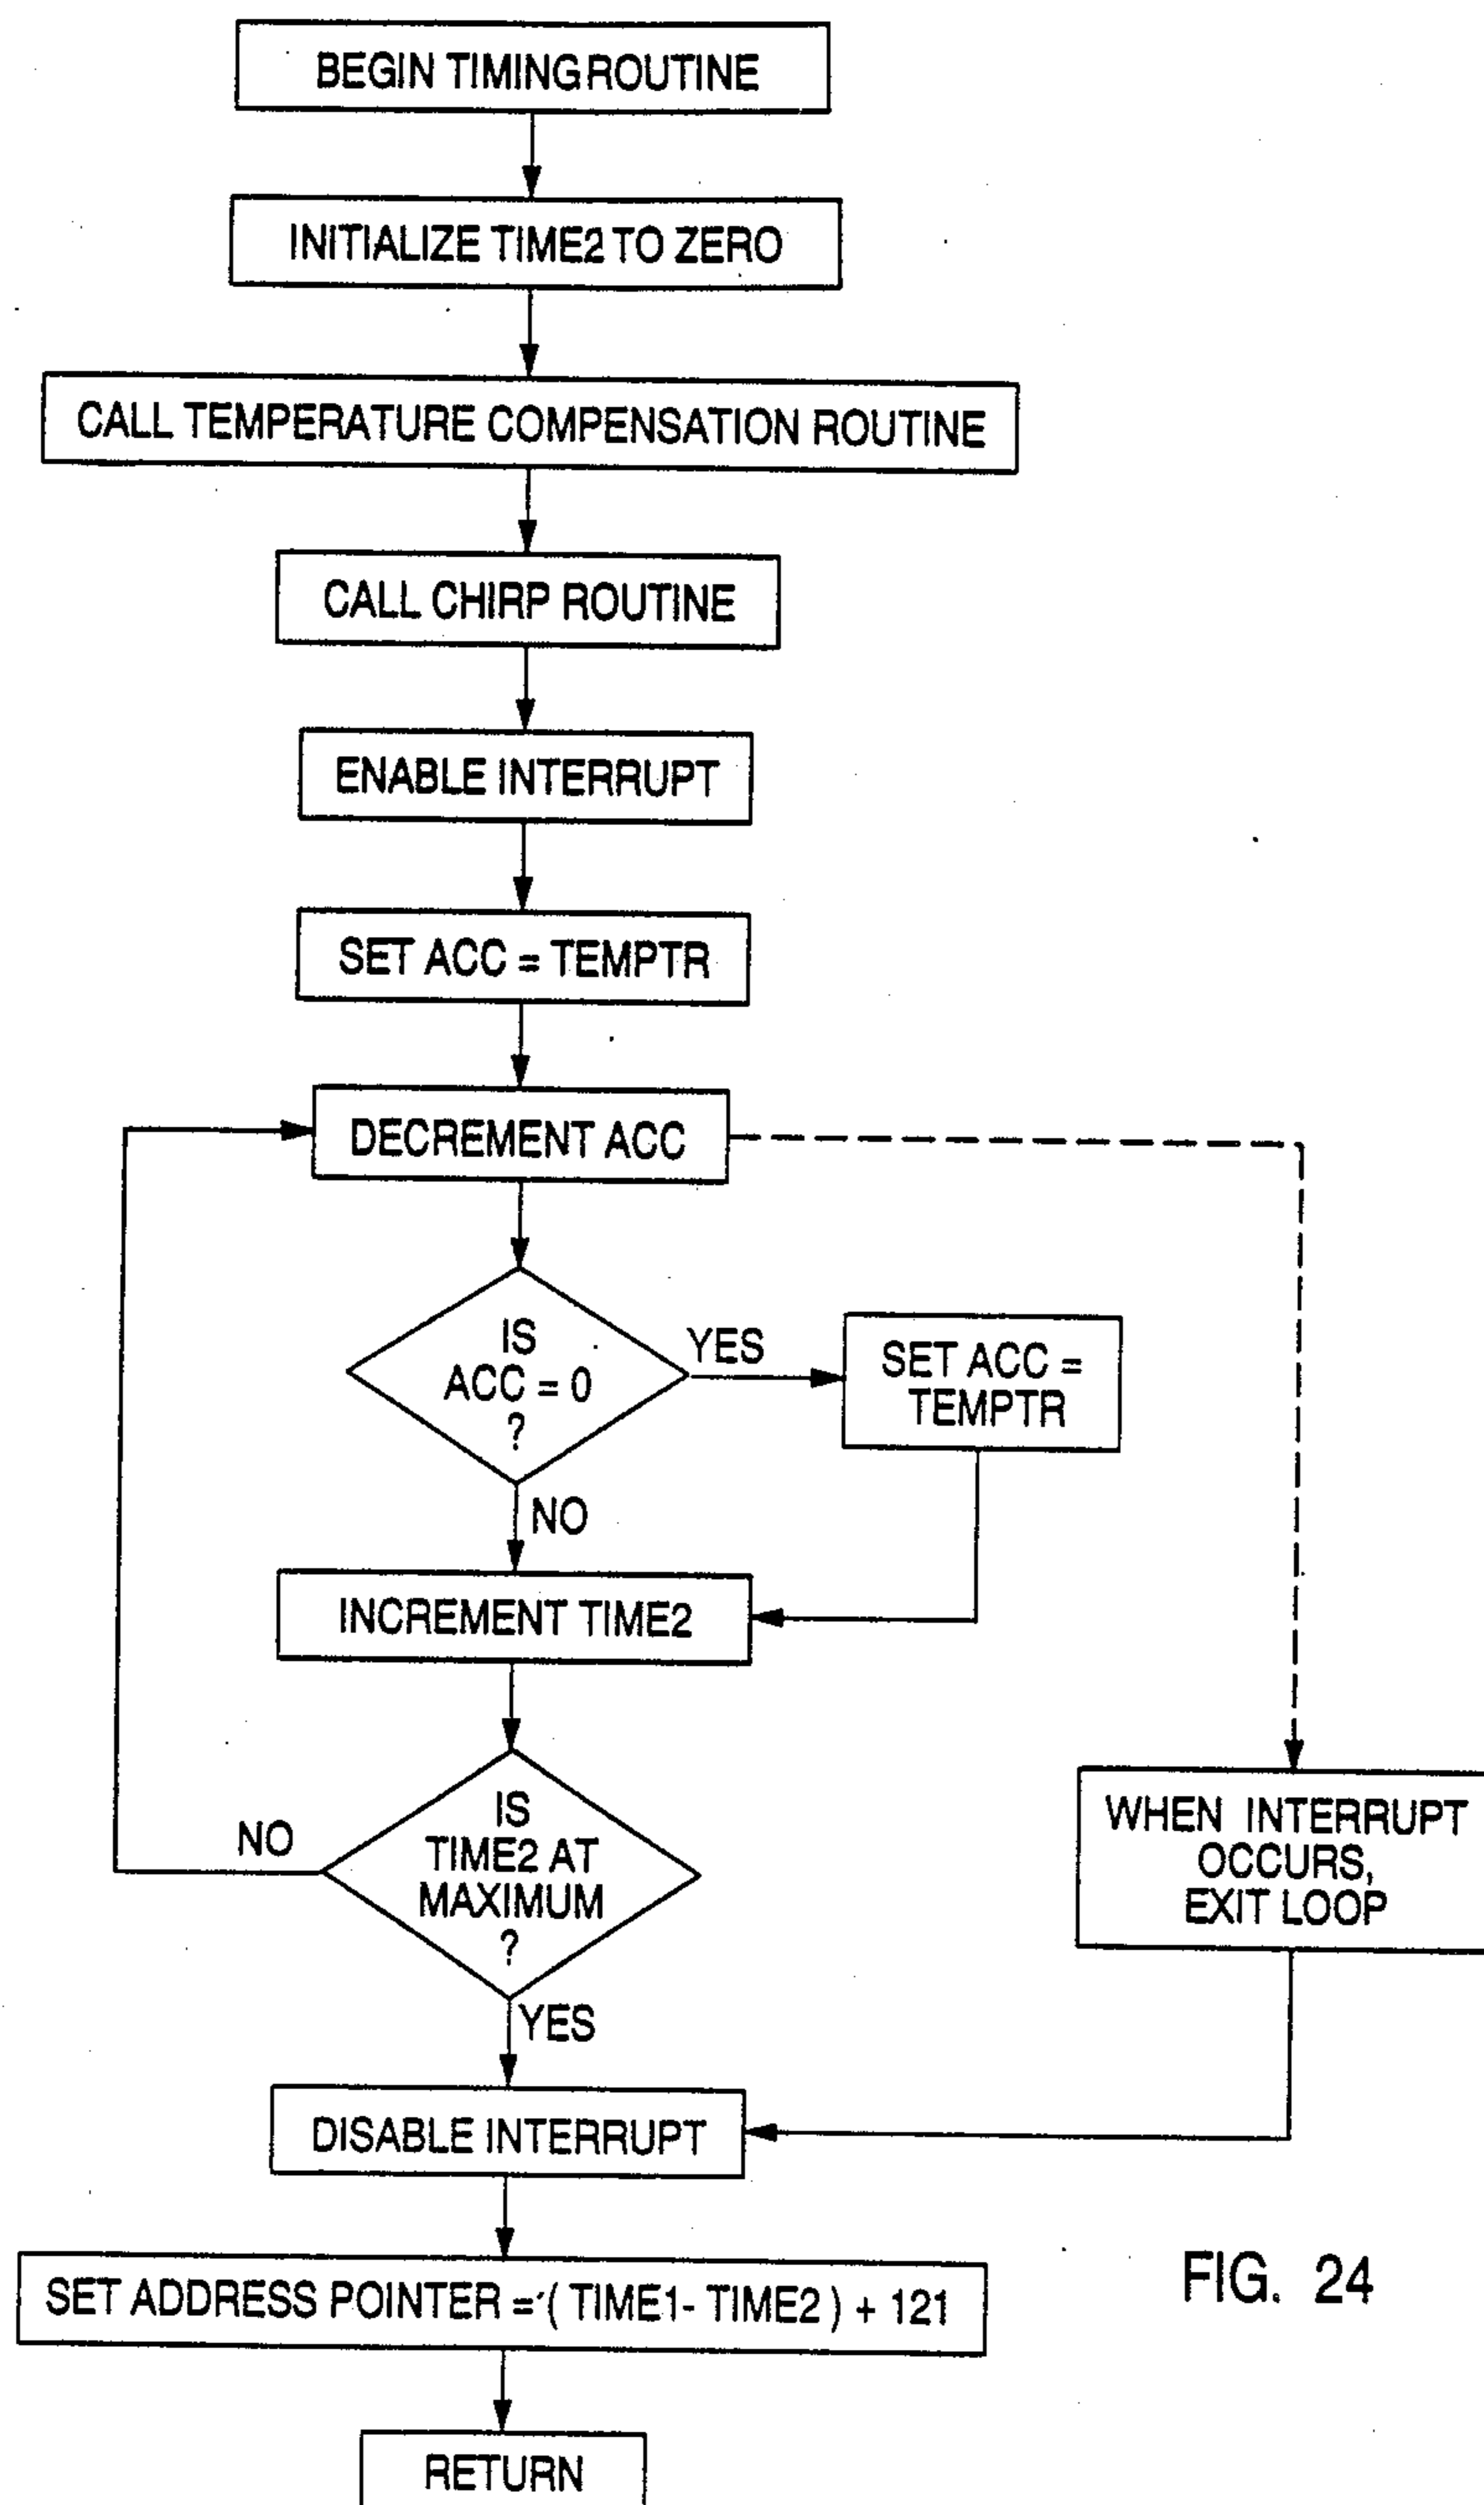 BEGIN TIMING ROUTINE
INITIALIZE TIME2 TO ZERO
CALL TEMPERATURE COMPENSATION ROUTINE
CALL CHIRP ROUTINE
ENABLE INTERRUPT
SET ACC = TEMPTR
DECREMENT ACC
IS
ACC = 0
?
YES
SET ACC =
TEMPTR
NO
INCREMENT TIME2
IS
TIME2 AT
MAXIMUM
?
NO
WHEN INTERRUPT
OCCURS,
EXIT LOOP
YES
DISABLE INTERRUPT
SET ADDRESS POINTER = ( TIME1- TIME2 ) + 121
FIG. 24
RETURN